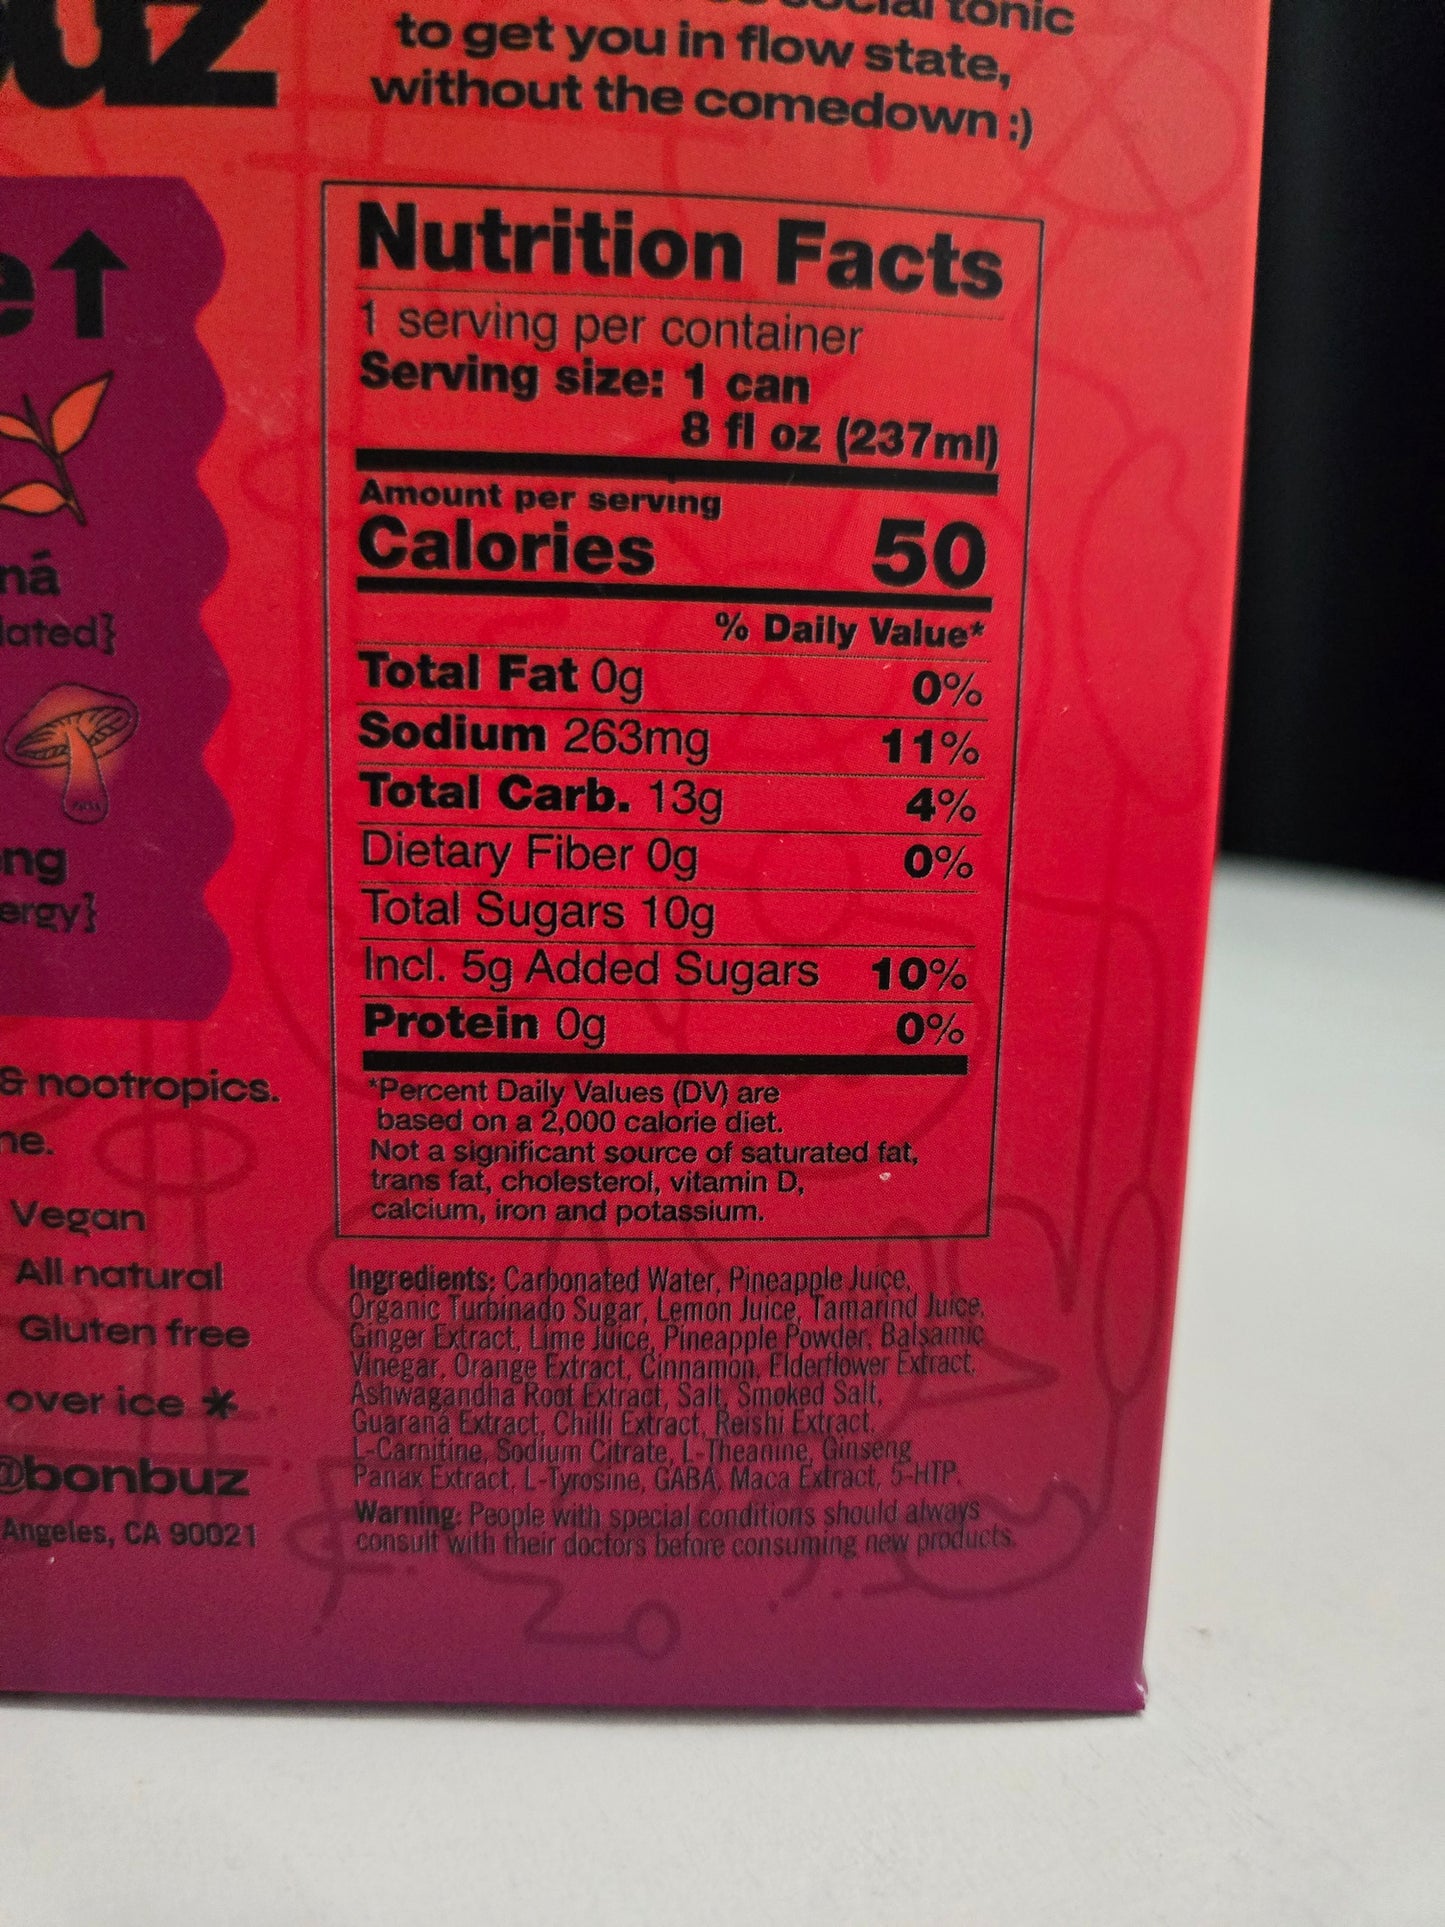 social tonic
to get you in flow state,
without the comedown :)
Nutrition Facts
1 serving per container
Serving size: 1 can
8 fl oz (237ml)
Amount per serving
Calories 50
% Daily Value*
Total Fat 0g 0%
Sodium 263mg 11%
Total Carb. 13g 4%
Dietary Fiber 0g 0%
Total Sugars 10g
Incl. 5g Added Sugars 10%
Protein 0g 0%
*Percent Daily Values (DV) are
based on a 2,000 calorie diet.
Not a significant source of saturated fat,
trans fat, cholesterol, vitamin D,
calcium, iron and potassium.
Ingredients: Carbonated Water, Pineapple Juice,
Organic Turbinado Sugar, Lemon Juice, Tamarind Juice,
Ginger Extract, Lime Juice, Pineapple Powder, Balsamic
Vinegar, Orange Extract, Cinnamon, Elderflower Extract,
Ashwagandha Root Extract, Salt, Smoked Salt,
Guaraná Extract, Chilli Extract, Reishi Extract,
L-Carnitine, Sodium Citrate, L-Theanine, Ginseng
Panax Extract, L-Tyrosine, GABA, Maca Extract, 5-HTP.
Warning: People with special conditions should always
consult with their doctors before consuming new products.
& nootropics.
Vegan
All natural
Gluten free
over ice *
@bonbuz
Angeles, CA 90021